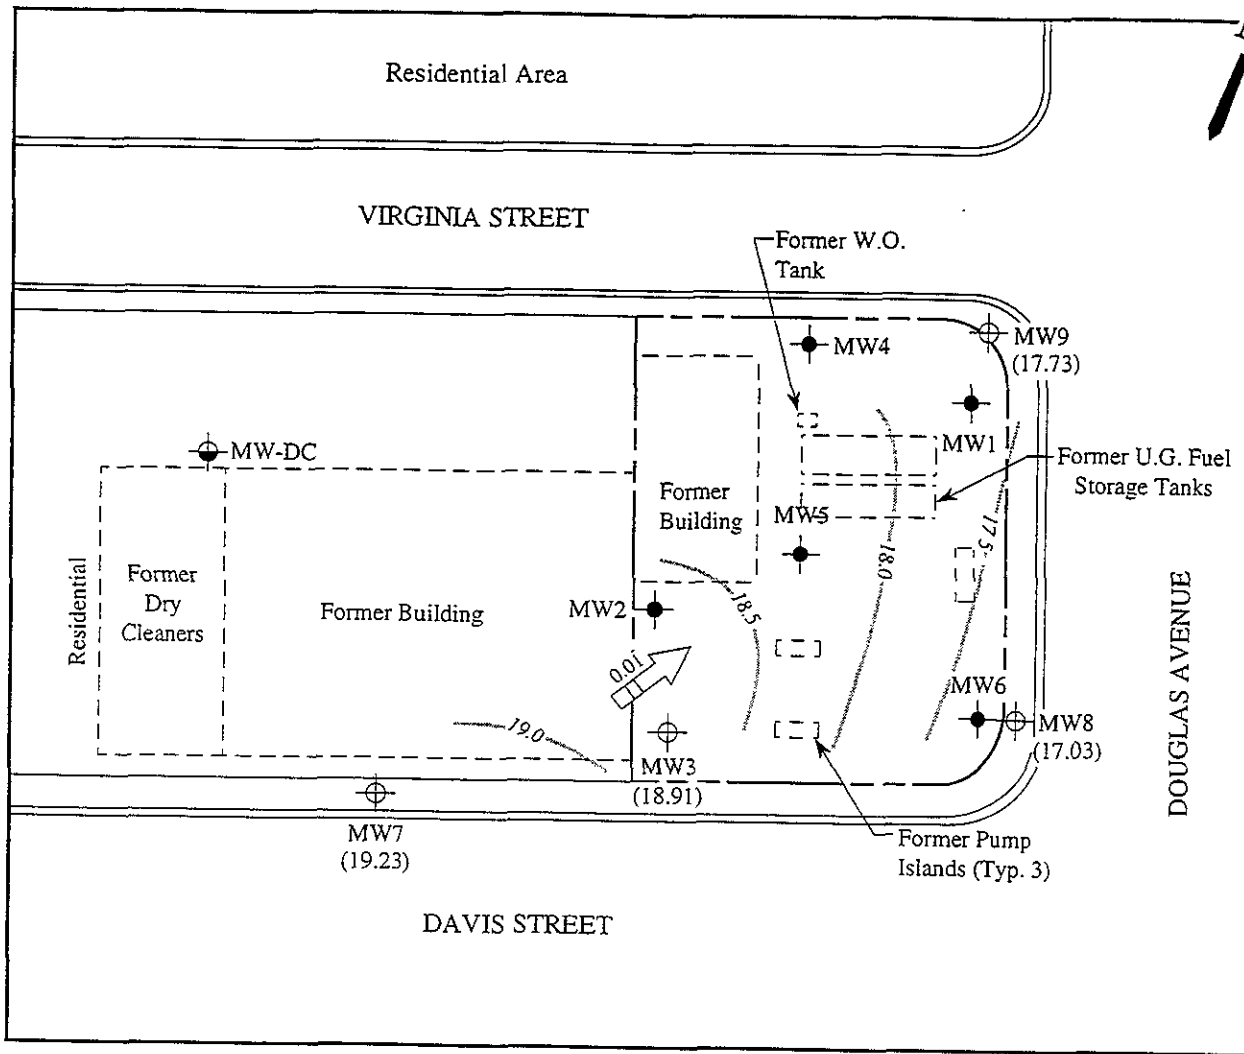 Residential Area
VIRGINIA STREET
Former W.O.
Tank
MW4
MW9
(17.73)
MW-DC
MW1
Former U.G. Fuel
Storage Tanks
Former
Building
MW5
17.5
18.0
18.5
Residential
Former
Dry
Cleaners
Former Building
MW2
0.01
MW6
MW8
(17.03)
19.0
MW3
(18.91)
MW7
(19.23)
Former Pump
Islands (Typ. 3)
DOUGLAS AVENUE
DAVIS STREET